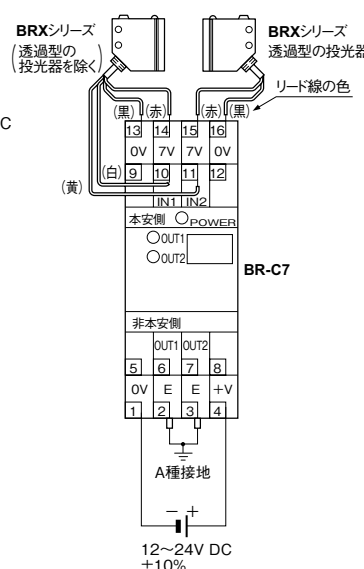 BRXシリーズ
(透過型の
投光器を除く)
BRXシリーズ
透過型の投光器
リード線の色
C
(黒) (赤) (赤) (黒)
13 14 15 16
0V 7V 7V 0V
(白) 9 10 11 12
(黄)
IN1 IN2
本安側 POWER
OUT1
OUT2
BR-C7
非本安側
OUT1 OUT2
5 6 7 8
0V E E +V
1 2 3 4
A種接地
− +
12〜24V DC
±10%